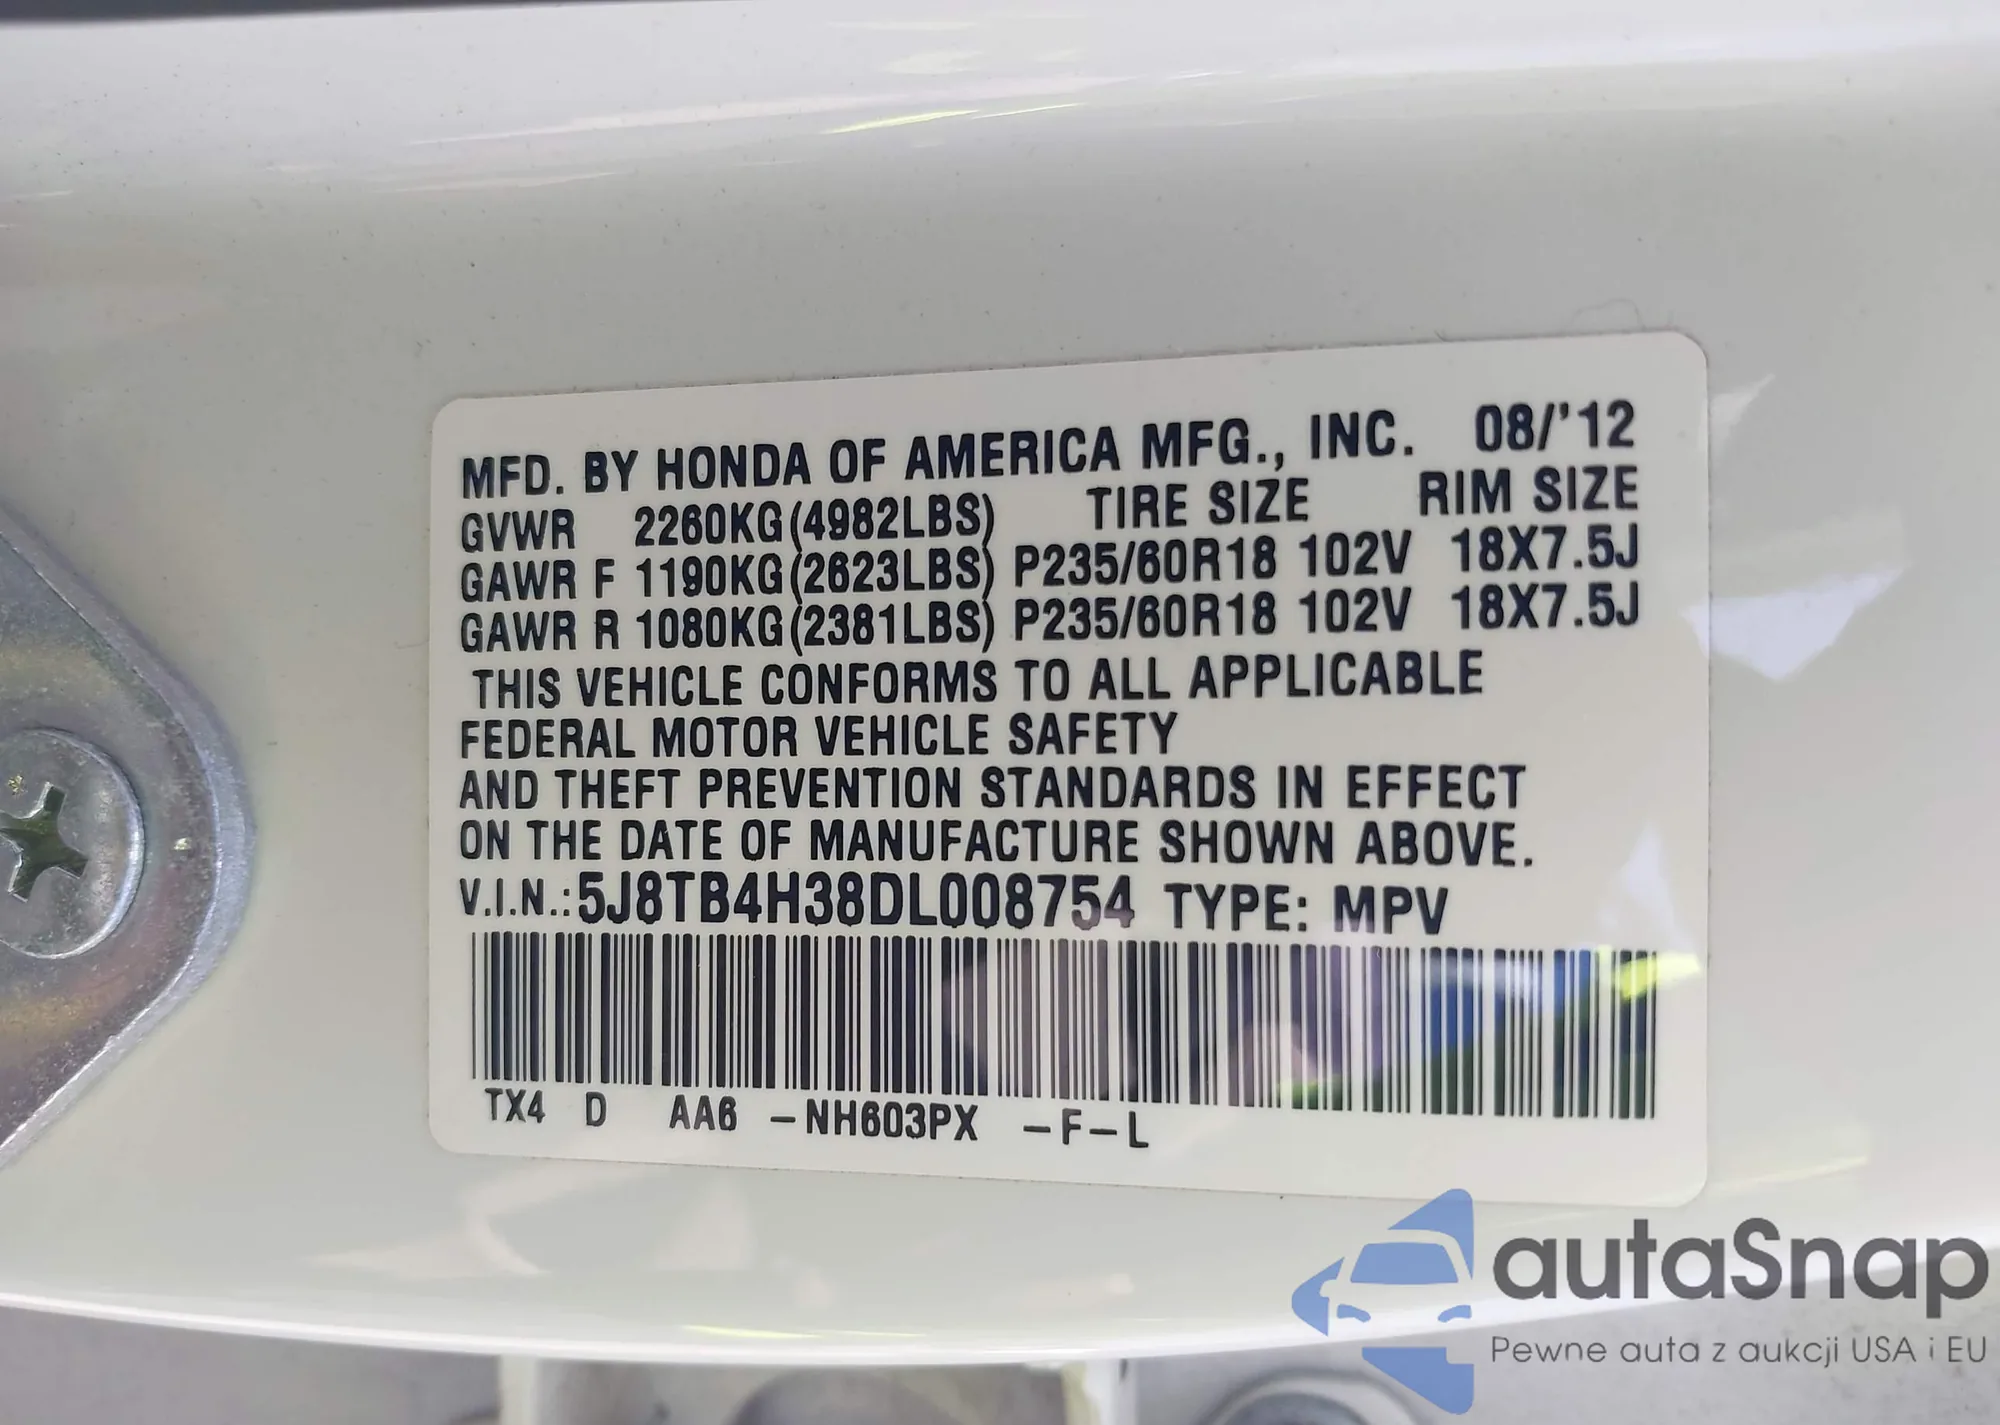 MFD. BY HONDA OF AMERICA MFG., INC. 08/'12
GVWR 2260KG(4982LBS) TIRE SIZE RIM SIZE
GAWR F 1190KG(2623LBS) P235/60R18 102V 18X7.5J
GAWR R 1080KG(2381LBS) P235/60R18 102V 18X7.5J
THIS VEHICLE CONFORMS TO ALL APPLICABLE
FEDERAL MOTOR VEHICLE SAFETY
AND THEFT PREVENTION STANDARDS IN EFFECT
ON THE DATE OF MANUFACTURE SHOWN ABOVE.
V.I.N.:5J8TB4H38DL008754 TYPE: MPV
TX4 D AA6 -NH603PX -F-L
autaSnap
Pewne auta z aukcji USA i EU